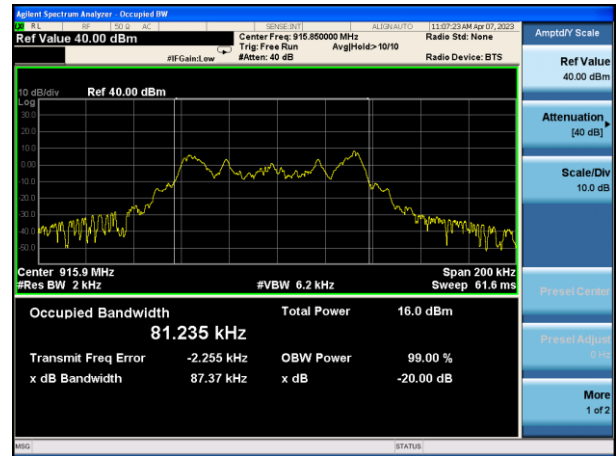 Agilent Spectrum Analyzer - Occupied BW
RL RF 50 Ω AC SENSE:INT ALIGN AUTO 11:07:23 AM Apr 07, 2023
Ref Value 40.00 dBm Center Freq: 915.850000 MHz Radio Std: None
Trig: Free Run Avg|Hold:> 10/10
#IFGain:Low #Atten: 40 dB Radio Device: BTS
10 dB/div Ref 40.00 dBm
Log
30.0
20.0
10.0
0.00
-10.0
-20.0
-30.0
-40.0
-50.0
Center 915.9 MHz Span 200 kHz
#Res BW 2 kHz #VBW 6.2 kHz Sweep 61.6 ms
Occupied Bandwidth Total Power 16.0 dBm
81.235 kHz
Transmit Freq Error -2.255 kHz OBW Power 99.00 %
x dB Bandwidth 87.37 kHz x dB -20.00 dB
MSG STATUS
Amptd/Y Scale
Ref Value
40.00 dBm
Attenuation
[40 dB]
Scale/Div
10.0 dB
Presel Center
Presel Adjust
0 Hz
More
1 of 2